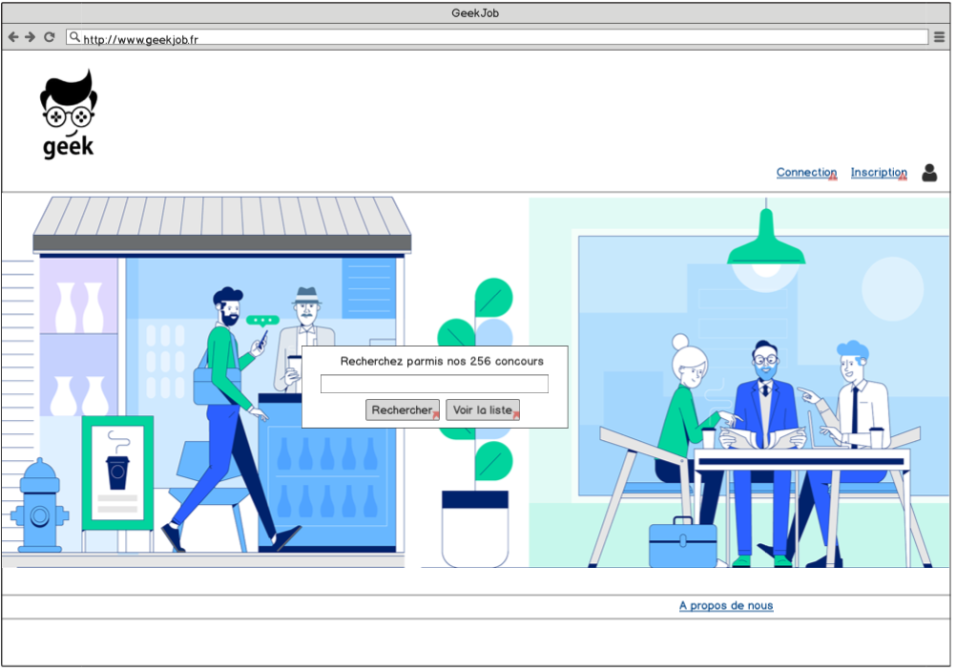 GeekJob
http://www.geekjob.fr
geek
Connection Inscription
Recherchez parmis nos 256 concours
Rechercher Voir la liste
A propos de nous